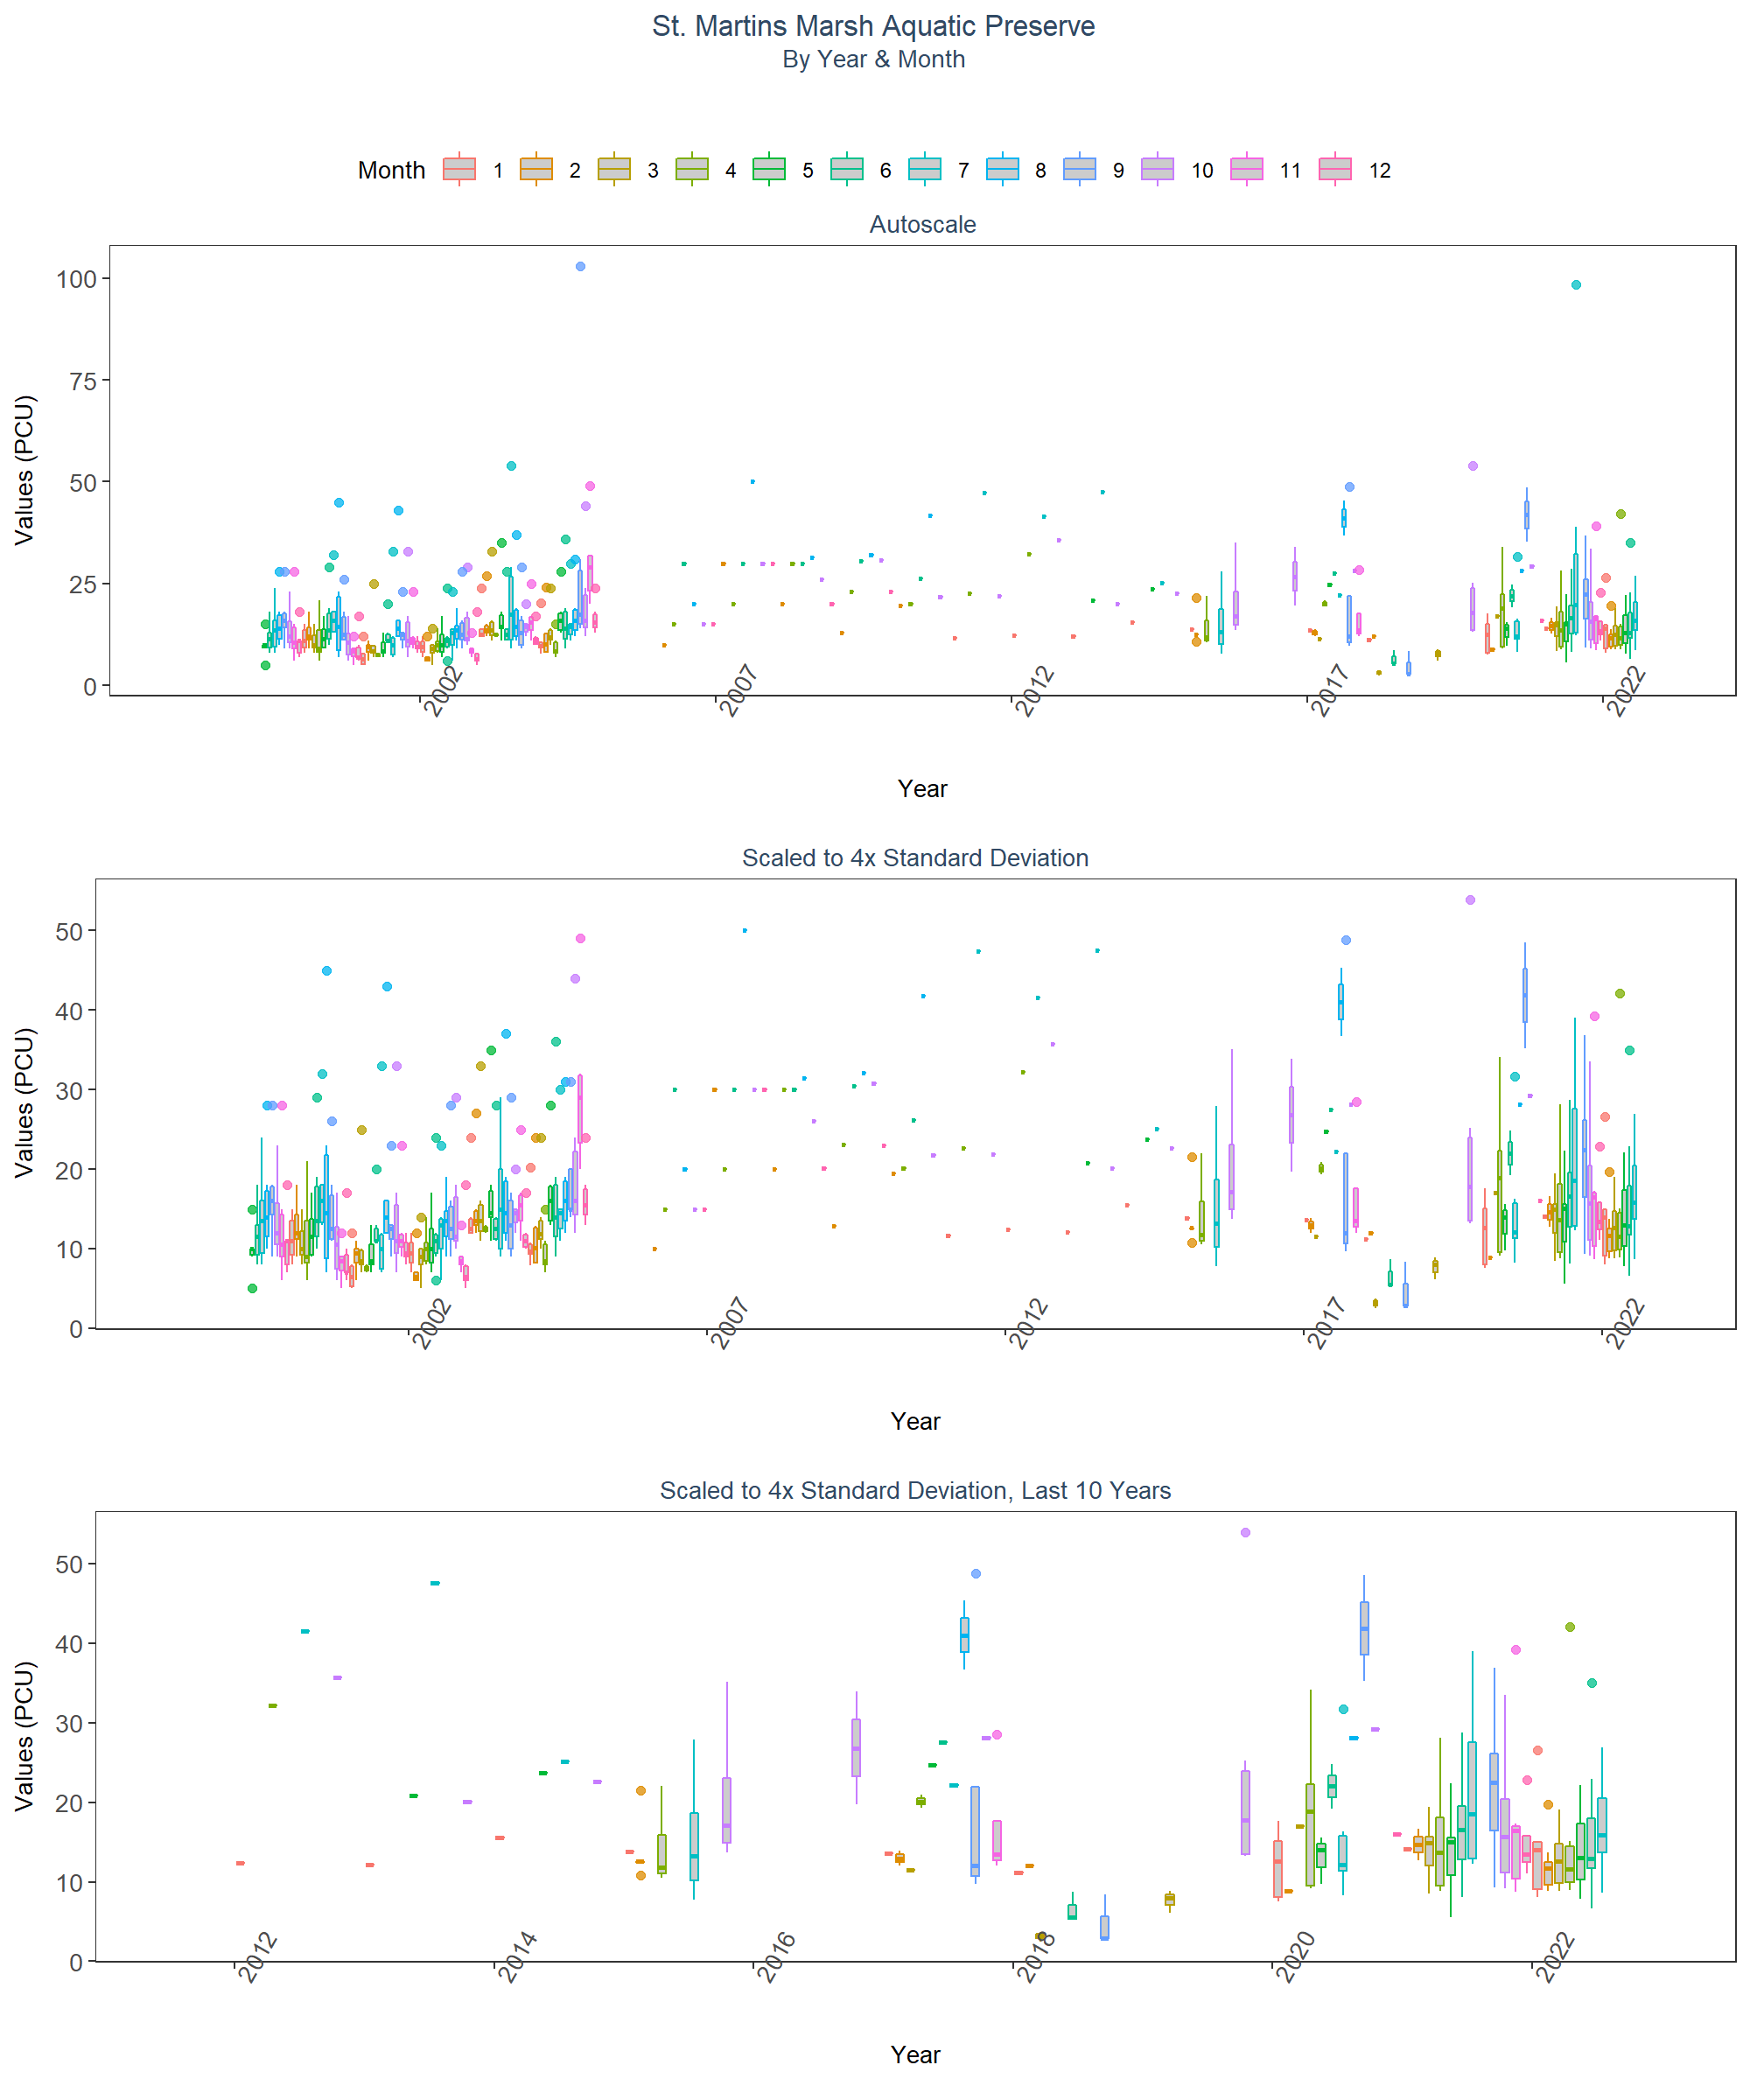 St. Martins Marsh Aquatic Preserve
By Year & Month
Month 1 2 3 4 5 6 7 8 9 10 11 12
Autoscale
Values (PCU)
100
75
50
25
0
2002 2007 2012 2017 2022
Year
Scaled to 4x Standard Deviation
Values (PCU)
50
40
30
20
10
0
2002 2007 2012 2017 2022
Year
Scaled to 4x Standard Deviation, Last 10 Years
Values (PCU)
50
40
30
20
10
0
2012 2014 2016 2018 2020 2022
Year